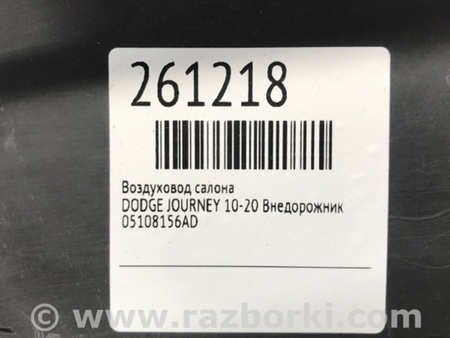 261218
Воздуховод салона
DODGE JOURNEY 10-20 Внедорожник
05108156AD
© www.razborki.com